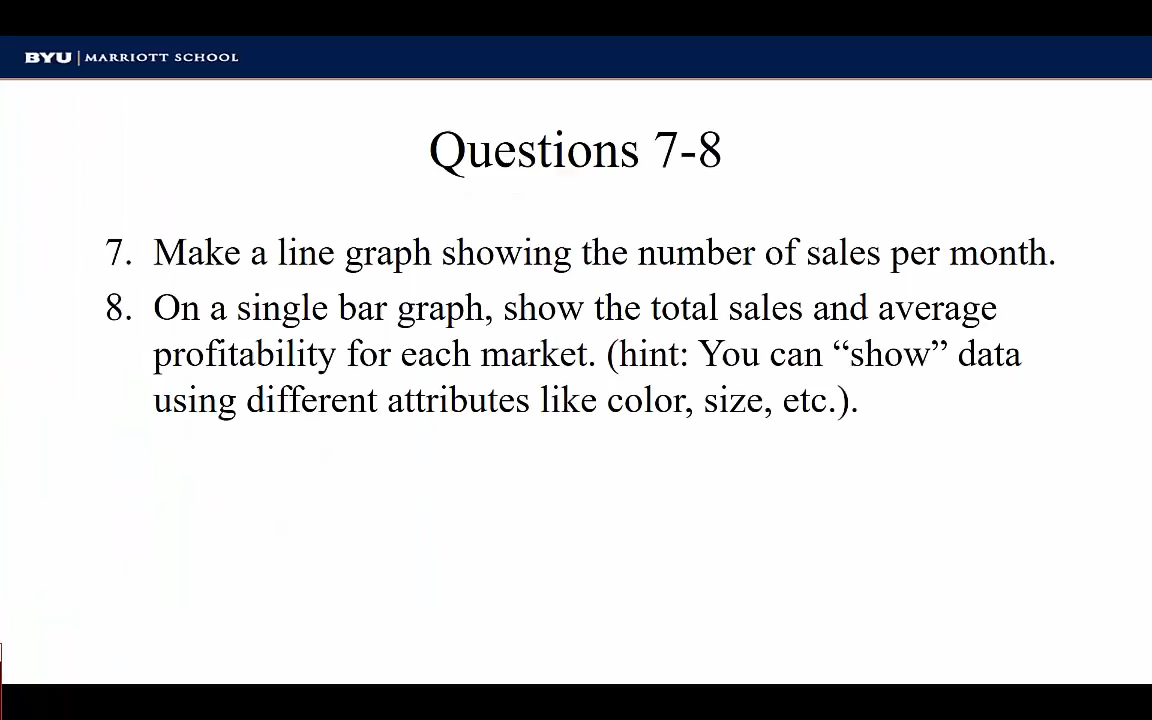 BYU | MARRIOTT SCHOOL
Questions 7-8
7. Make a line graph showing the number of sales per month.
8. On a single bar graph, show the total sales and average
profitability for each market. (hint: You can “show” data
using different attributes like color, size, etc.).